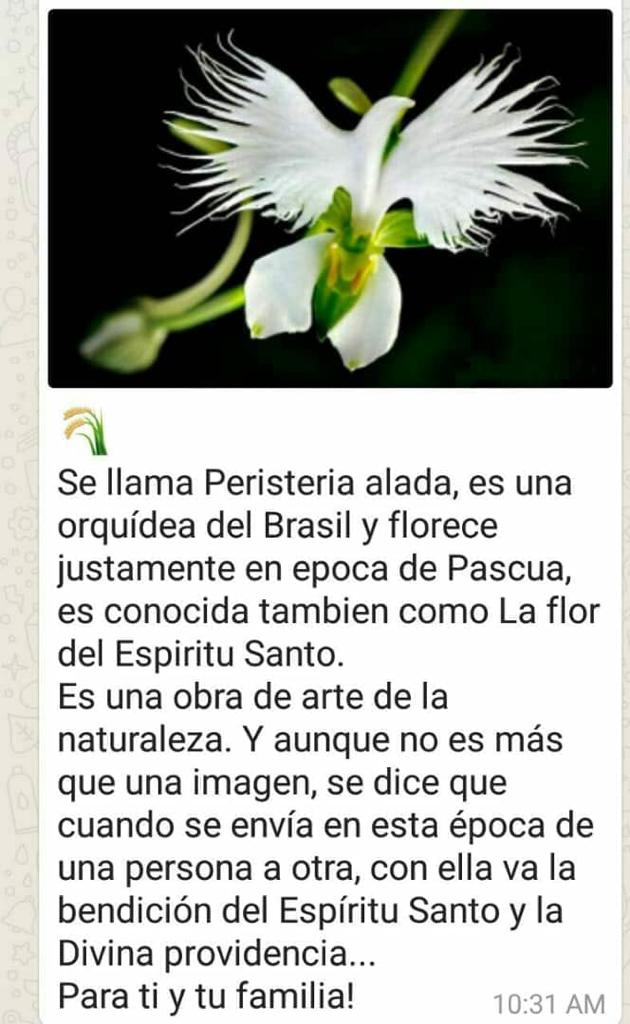 Se llama Peristeria alada, es una
orquídea del Brasil y florece
justamente en epoca de Pascua,
es conocida tambien como La flor
del Espiritu Santo.
Es una obra de arte de la
naturaleza. Y aunque no es más
que una imagen, se dice que
cuando se envía en esta época de
una persona a otra, con ella va la
bendición del Espíritu Santo y la
Divina providencia...
Para ti y tu familia!
10:31 AM